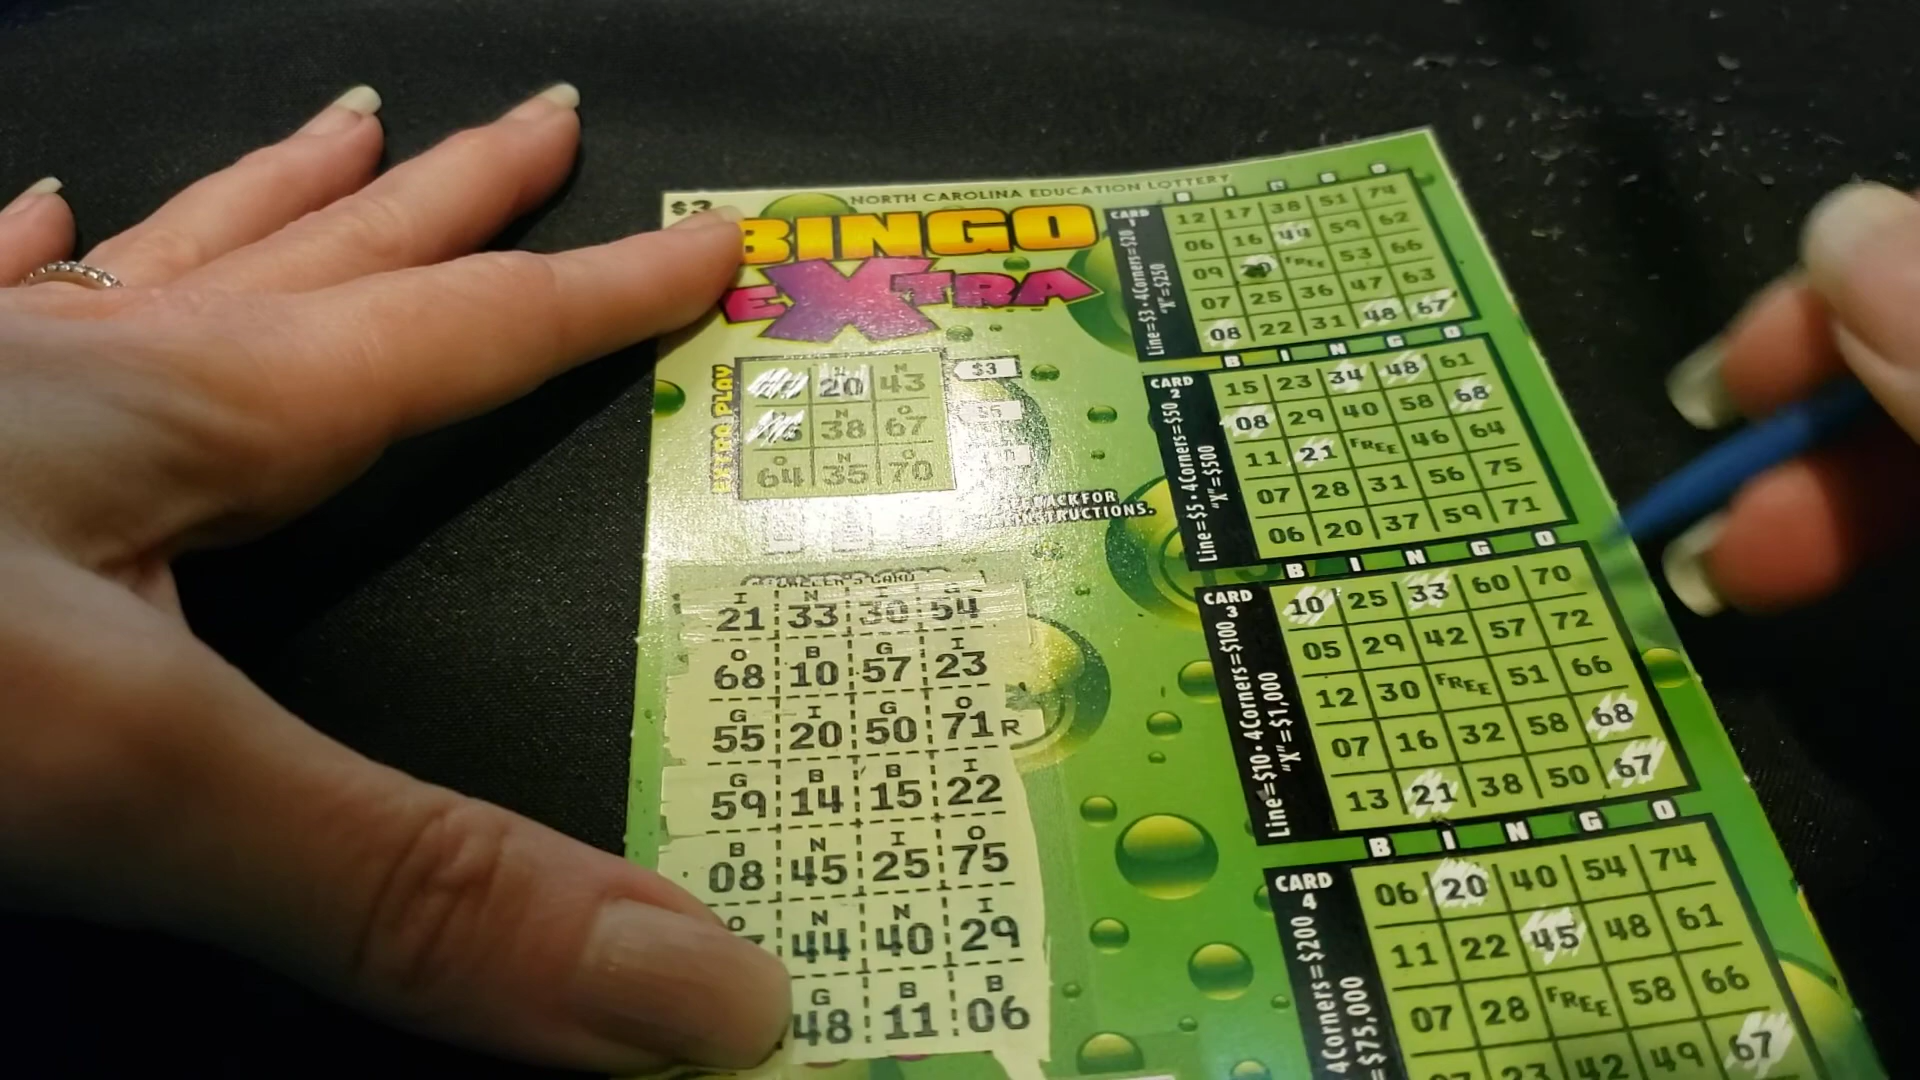 $3
NORTH CAROLINA EDUCATION LOTTERY
BINGO
EXTRA
EXTRA PLAY
20 43
38 67
64 35 70
$3
$5
BACK FOR
INSTRUCTIONS.
CALLER'S CARD
I N I G
21 33 30 54
O B G I
68 10 57 23
G I G O
55 20 50 71 R
G B B I
59 14 15 22
B N I O
08 45 25 75
O N N I
44 40 29
G B B
48 11 06
B I N G O
CARD 1
Line=$3 • 4Corners=$20
"X"=$250
12 17 38 51 74
06 16 44 59 62
09 20 FREE 53 66
07 25 36 47 63
08 22 31 48 67
B I N G O
CARD 2
Line=$5 • 4Corners=$50
"X"=$500
15 23 34 48 61
08 29 40 58 68
11 21 FREE 46 64
07 28 31 56 75
06 20 37 59 71
B I N G O
CARD 3
Line=$10 • 4Corners=$100
"X"=$1,000
10 25 33 60 70
05 29 42 57 72
12 30 FREE 51 66
07 16 32 58 68
13 21 38 50 67
B I N G O
CARD 4
4Corners=$200
=$75,000
06 20 40 54 74
11 22 45 48 61
07 28 FREE 58 66
23 42 49 67